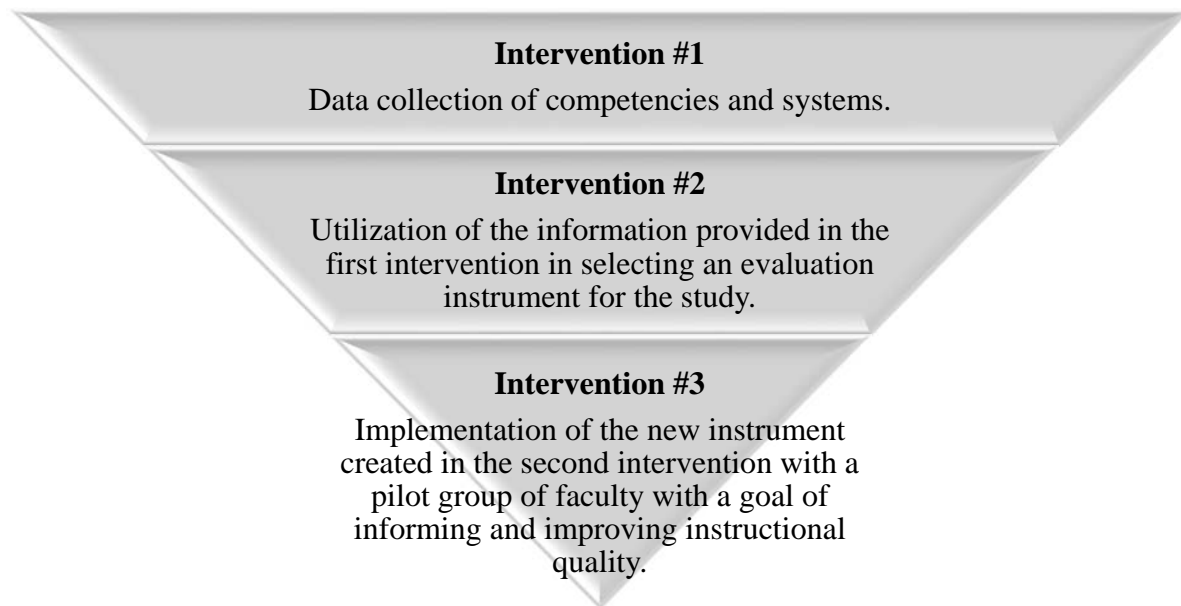 Intervention #1
Data collection of competencies and systems.
Intervention #2
Utilization of the information provided in the
first intervention in selecting an evaluation
instrument for the study.
Intervention #3
Implementation of the new instrument
created in the second intervention with a
pilot group of faculty with a goal of
informing and improving instructional
quality.